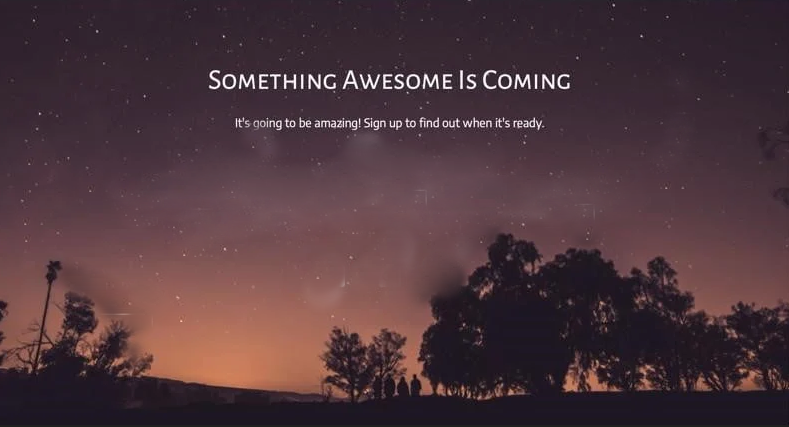 Something Awesome Is Coming
It's going to be amazing! Sign up to find out when it's ready.